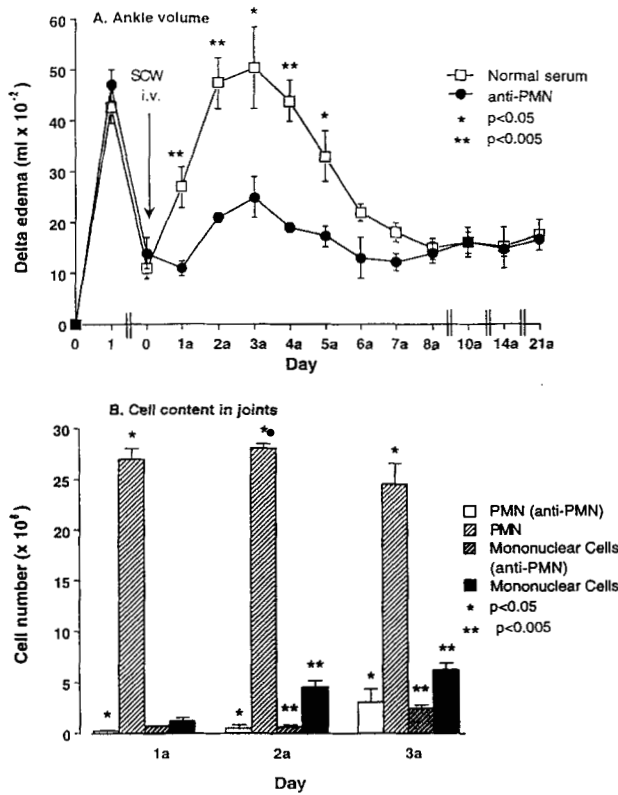 A. Ankle volume
60
50
40
30
20
10
0
Delta edema (ml x 10⁻²)
SCW
i.v.
**
**
*
**
*
Normal serum
anti-PMN
* p<0.05
** p<0.005
0 1 0 1a 2a 3a 4a 5a 6a 7a 8a 10a 14a 21a
Day
B. Cell content in joints
30
25
20
15
10
5
0
Cell number (x 10⁶)
* * *
* * ** ** * ** **
PMN (anti-PMN)
PMN
Mononuclear Cells
(anti-PMN)
Mononuclear Cells
* p<0.05
** p<0.005
1a 2a 3a
Day